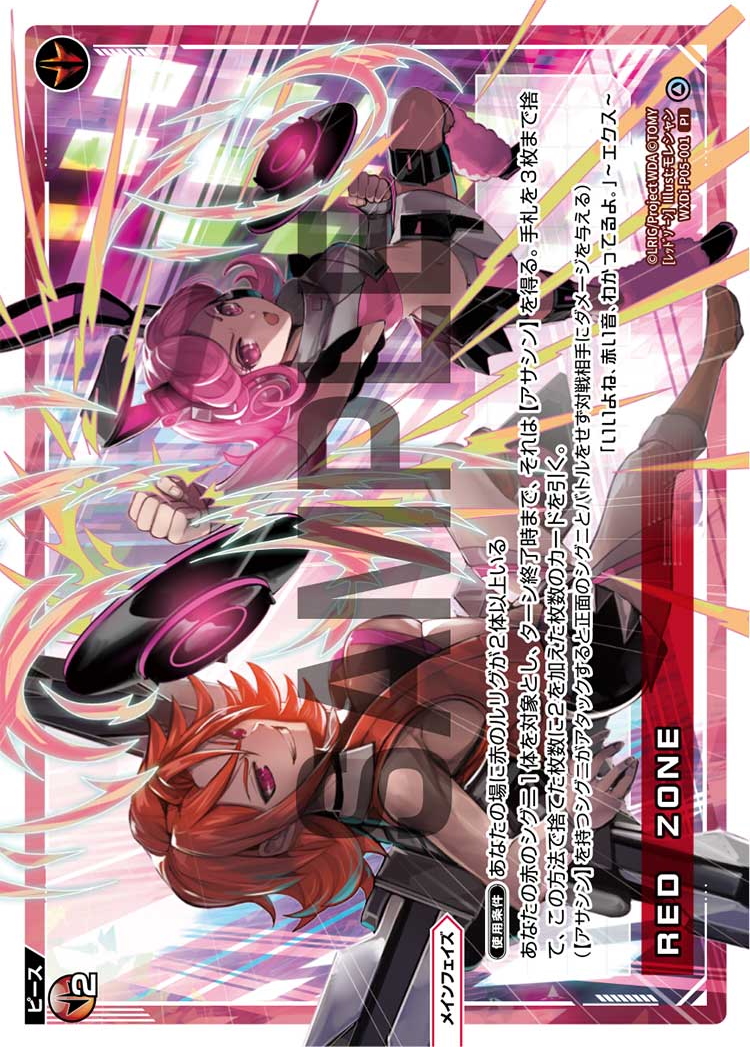 ピース
2
メインフェイズ
SAMPLE
使用条件 あなたの場に赤のルリグが2体以上いる
あなたの赤のシグニ1体を対象とし、ターン終了時まで、それは【アサシン】を得る。手札を3枚まで捨
て、この方法で捨てた枚数に2を加えた枚数のカードを引く。
（【アサシン】を持つシグニがアタックすると正面のシグニとバトルをせず対戦相手にダメージを与える）
「いいよね、赤い音、わかってるよ。」～エクス～
RED ZONE
©LRIG/Project WDA ©TOMY
[レッドゾーン] Illust:モレシャン
WXD1-P05-001 PI